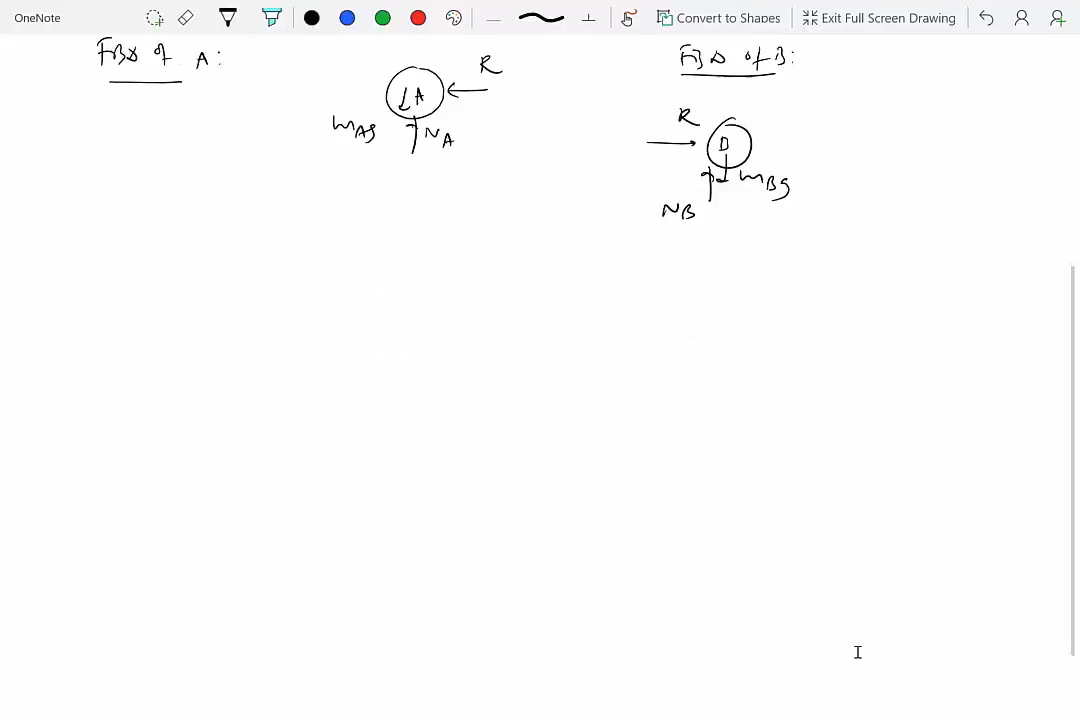 OneNote
Convert to Shapes
Exit Full Screen Drawing
FBD of A:
R
A
mAg
NA
FBD of B:
R
B
mBg
NB